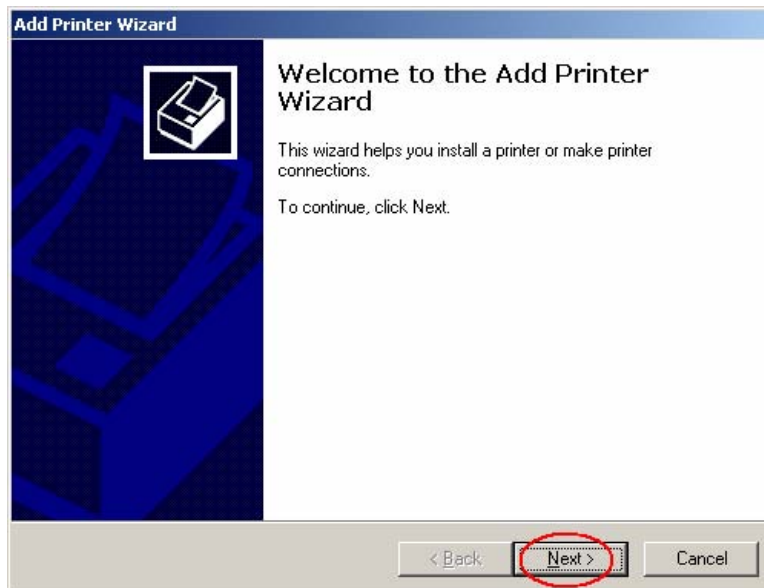 Add Printer Wizard
Welcome to the Add Printer
Wizard
This wizard helps you install a printer or make printer
connections.
To continue, click Next.
< Back
Next >
Cancel